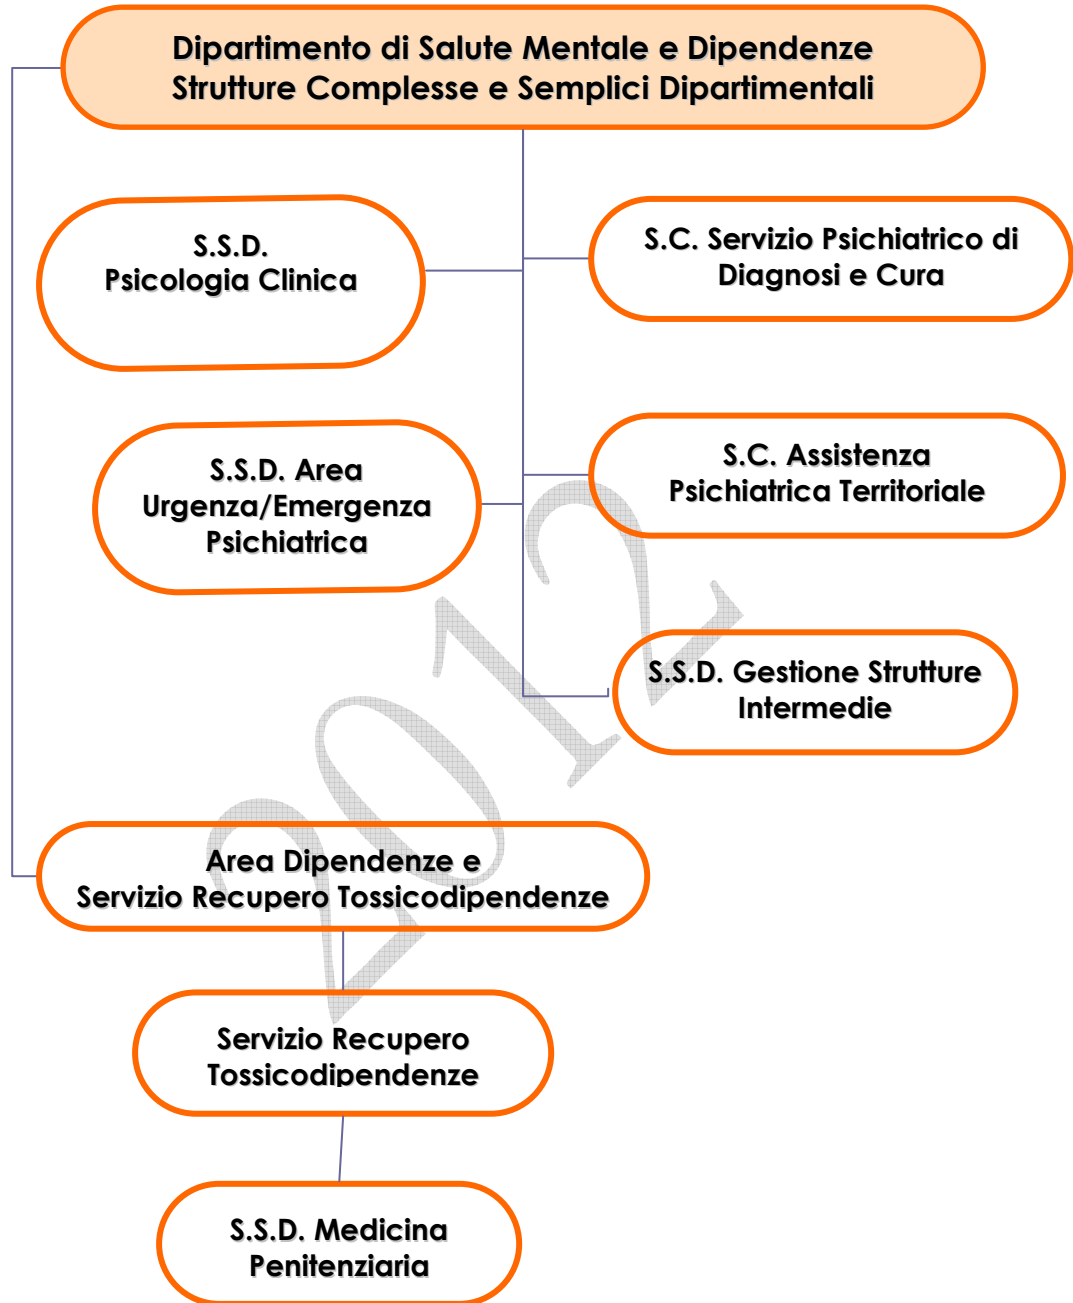 Dipartimento di Salute Mentale e Dipendenze
Strutture Complesse e Semplici Dipartimentali
S.S.D.
Psicologia Clinica
S.C. Servizio Psichiatrico di
Diagnosi e Cura
S.S.D. Area
Urgenza/Emergenza
Psichiatrica
S.C. Assistenza
Psichiatrica Territoriale
S.S.D. Gestione Strutture
Intermedie
2012
Area Dipendenze e
Servizio Recupero Tossicodipendenze
Servizio Recupero
Tossicodipendenze
S.S.D. Medicina
Penitenziaria